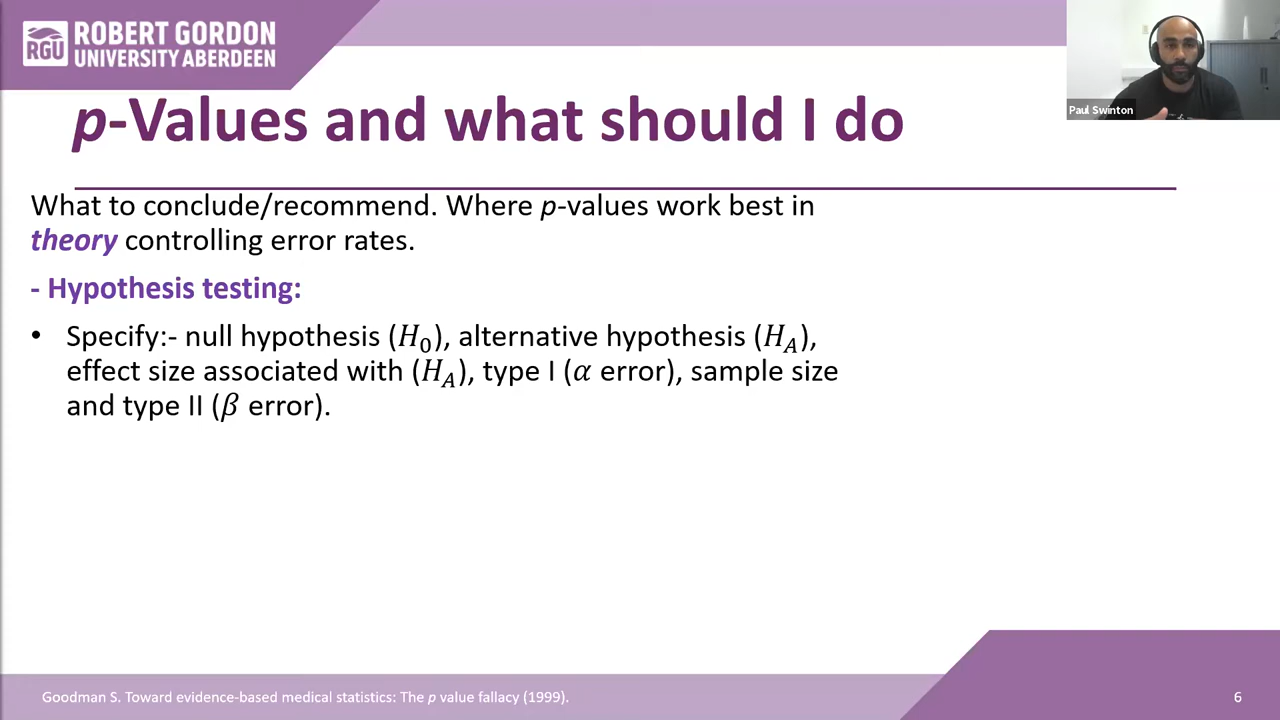 RGU
ROBERT GORDON
UNIVERSITY ABERDEEN
Paul Swinton
p-Values and what should I do
What to conclude/recommend. Where p-values work best in
theory controlling error rates.
- Hypothesis testing:
• Specify:- null hypothesis (H₀), alternative hypothesis (H_A),
effect size associated with (H_A), type I (α error), sample size
and type II (β error).
Goodman S. Toward evidence-based medical statistics: The p value fallacy (1999).
6